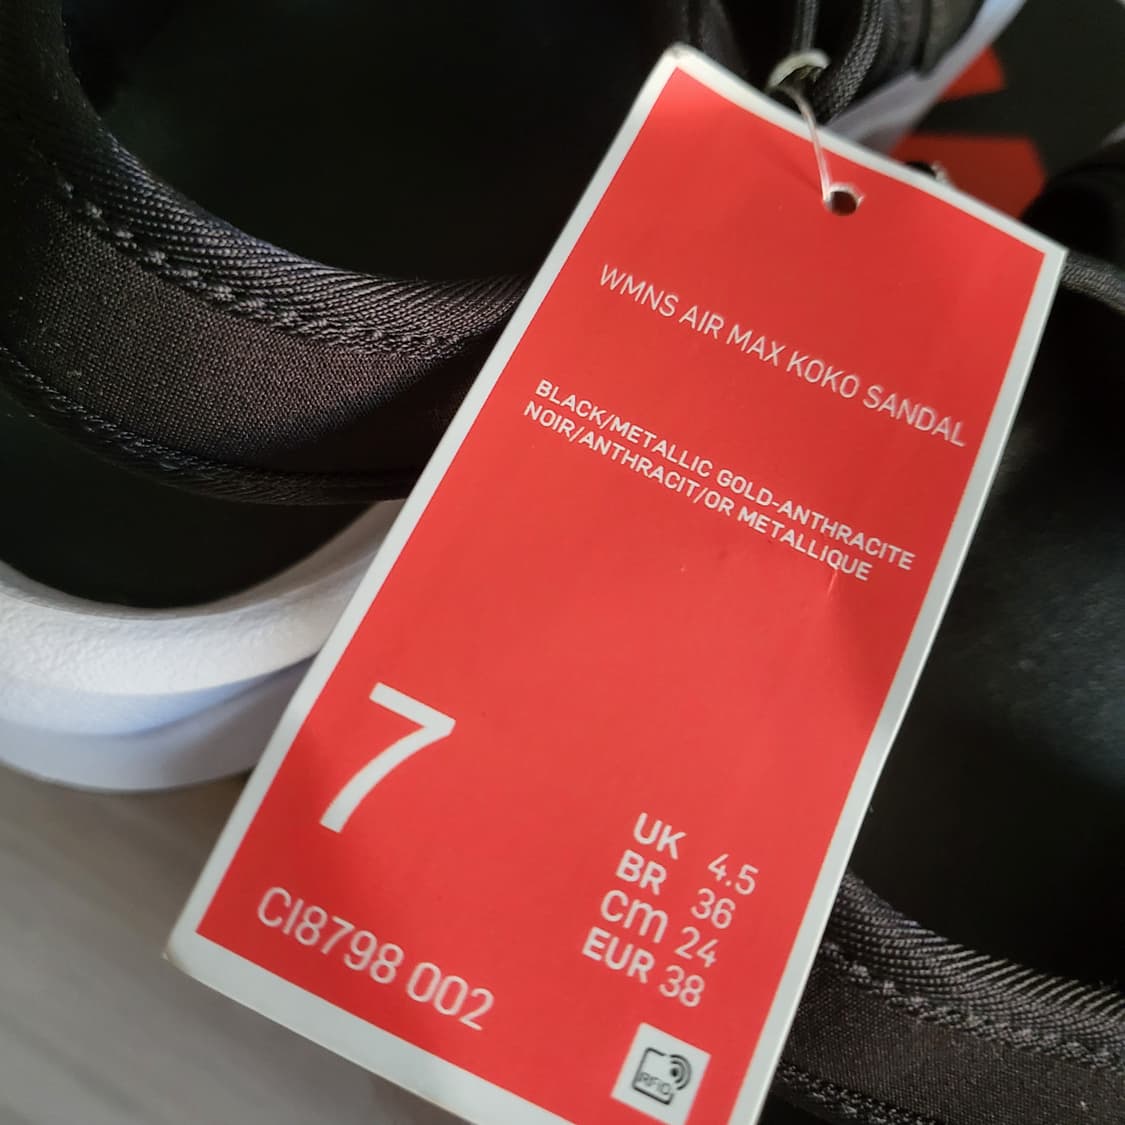 WMNS AIR MAX KOKO SANDAL
BLACK/METALLIC GOLD-ANTHRACITE
NOIR/ANTHRACIT/OR METALLIQUE
7
UK 4.5
BR 36
Cm 24
EUR 38
CI8798 002
RFID